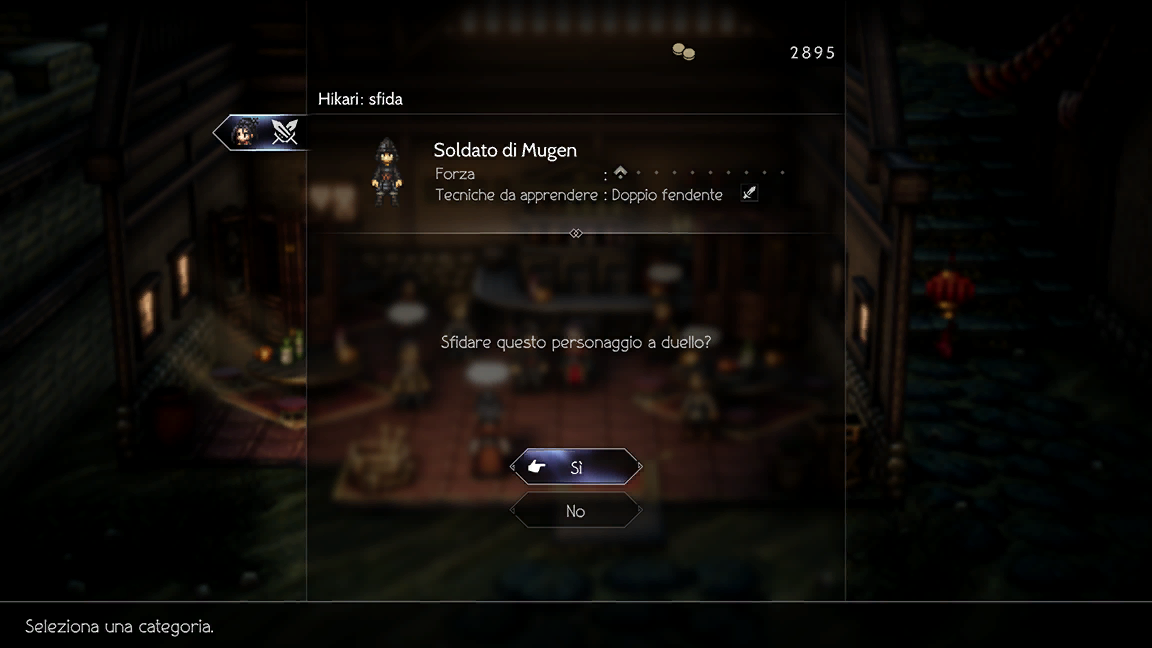 2895
Hikari: sfida
Soldato di Mugen
Forza :
Tecniche da apprendere : Doppio fendente
Sfidare questo personaggio a duello?
Sì
No
Seleziona una categoria.